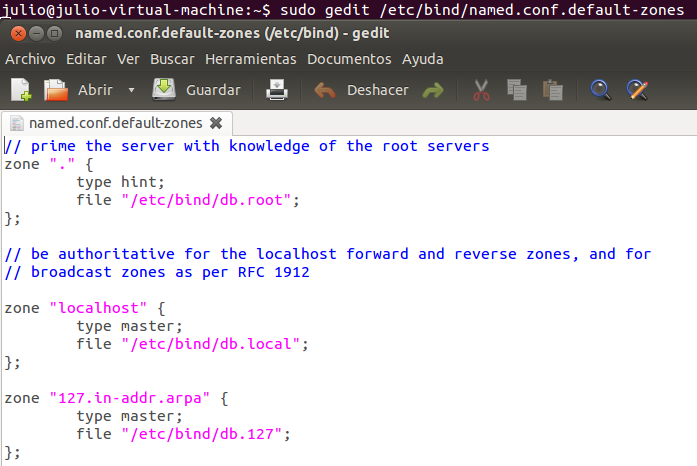 julio@julio-virtual-machine:~$ sudo gedit /etc/bind/named.conf.default-zones
named.conf.default-zones (/etc/bind) - gedit
Archivo Editar Ver Buscar Herramientas Documentos Ayuda
Abrir Guardar Deshacer
named.conf.default-zones
// prime the server with knowledge of the root servers
zone "." {
        type hint;
        file "/etc/bind/db.root";
};

// be authoritative for the localhost forward and reverse zones, and for
// broadcast zones as per RFC 1912

zone "localhost" {
        type master;
        file "/etc/bind/db.local";
};

zone "127.in-addr.arpa" {
        type master;
        file "/etc/bind/db.127";
};